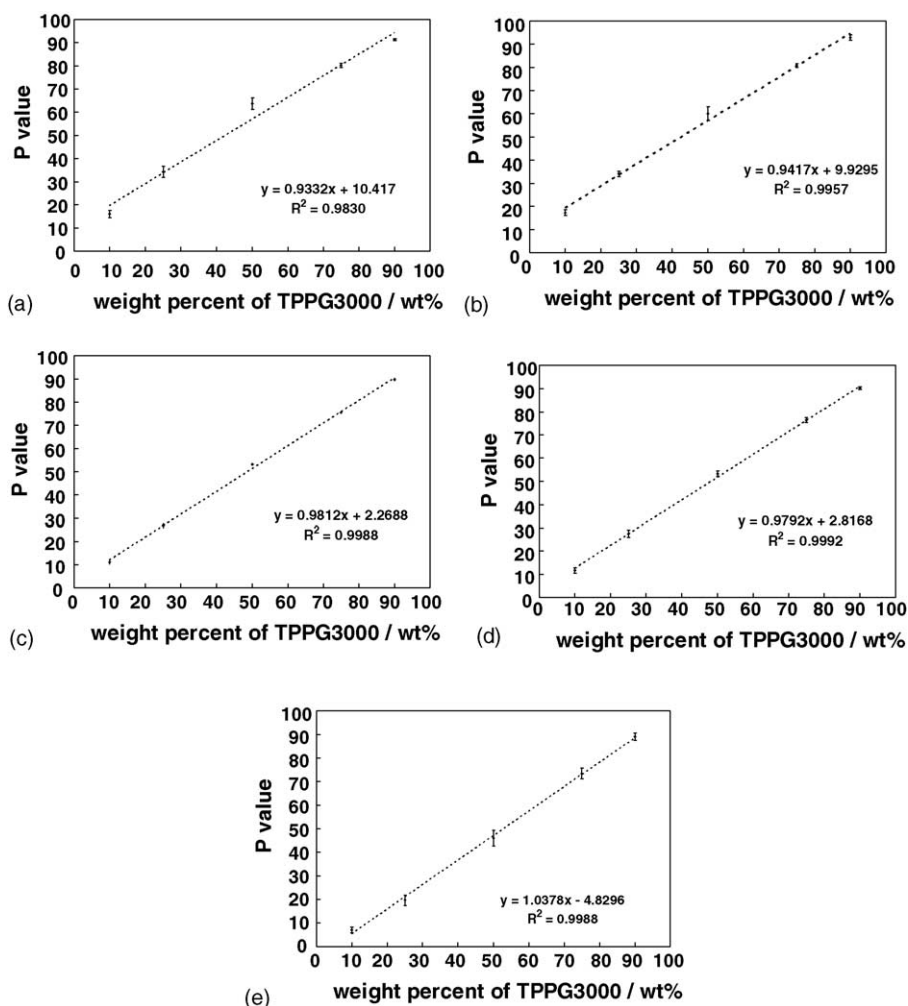 100
90
80
70
60
50
40
30
20
10
0
P value
y = 0.9332x + 10.417
R² = 0.9830
0 10 20 30 40 50 60 70 80 90 100
weight percent of TPPG3000 / wt%
(a)
100
90
80
70
60
50
40
30
20
10
0
P value
y = 0.9417x + 9.9295
R² = 0.9957
0 10 20 30 40 50 60 70 80 90 100
weight percent of TPPG3000 / wt%
(b)
100
90
80
70
60
50
40
30
20
10
0
P value
y = 0.9812x + 2.2688
R² = 0.9988
0 10 20 30 40 50 60 70 80 90 100
weight percent of TPPG3000 / wt%
(c)
100
90
80
70
60
50
40
30
20
10
0
P value
y = 0.9792x + 2.8168
R² = 0.9992
0 10 20 30 40 50 60 70 80 90 100
weight percent of TPPG3000 / wt%
(d)
100
90
80
70
60
50
40
30
20
10
0
P value
y = 1.0378x - 4.8296
R² = 0.9988
0 10 20 30 40 50 60 70 80 90 100
weight percent of TPPG3000 / wt%
(e)